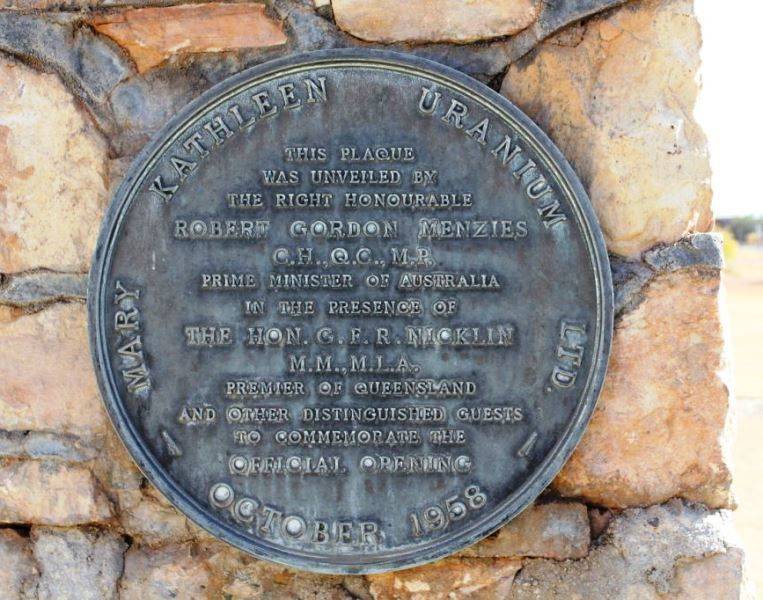 MARY KATHLEEN URANIUM LTD.
THIS PLAQUE
WAS UNVEILED BY
THE RIGHT HONOURABLE
ROBERT GORDON MENZIES
C.H., Q.C., M.P.
PRIME MINISTER OF AUSTRALIA
IN THE PRESENCE OF
THE HON. G. F. R. NICKLIN
M.M., M.L.A.
PREMIER OF QUEENSLAND
AND OTHER DISTINGUISHED GUESTS
TO COMMEMORATE THE
OFFICIAL OPENING
OCTOBER 1958